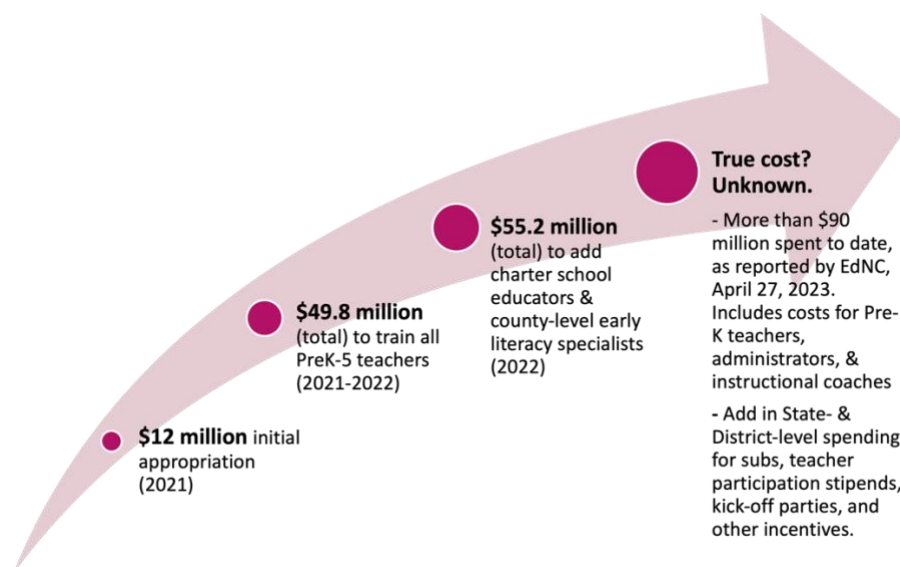 $12 million initial
appropriation
(2021)
$49.8 million
(total) to train all
PreK-5 teachers
(2021-2022)
$55.2 million
(total) to add
charter school
educators &
county-level early
literacy specialists
(2022)
True cost?
Unknown.
- More than $90
million spent to date,
as reported by EdNC,
April 27, 2023.
Includes costs for Pre-
K teachers,
administrators, &
instructional coaches
- Add in State- &
District-level spending
for subs, teacher
participation stipends,
kick-off parties, and
other incentives.